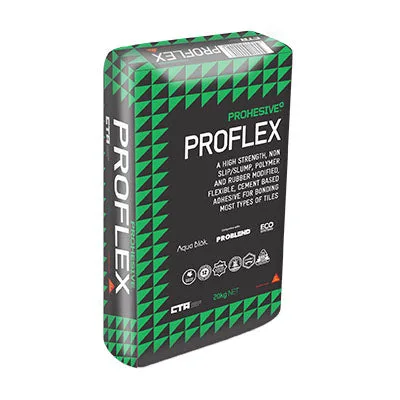 PROFLEX
PROHESIVE
PROFLEX
A HIGH STRENGTH, NON
SLIP/SLUMP, POLYMER
AND RUBBER MODIFIED,
FLEXIBLE, CEMENT BASED
ADHESIVE FOR BONDING
MOST TYPES OF TILES
Aqua Blok
PROBLEND
ECO
CTA
20kg NET
PROFLEX
PROHESIVE
CTA